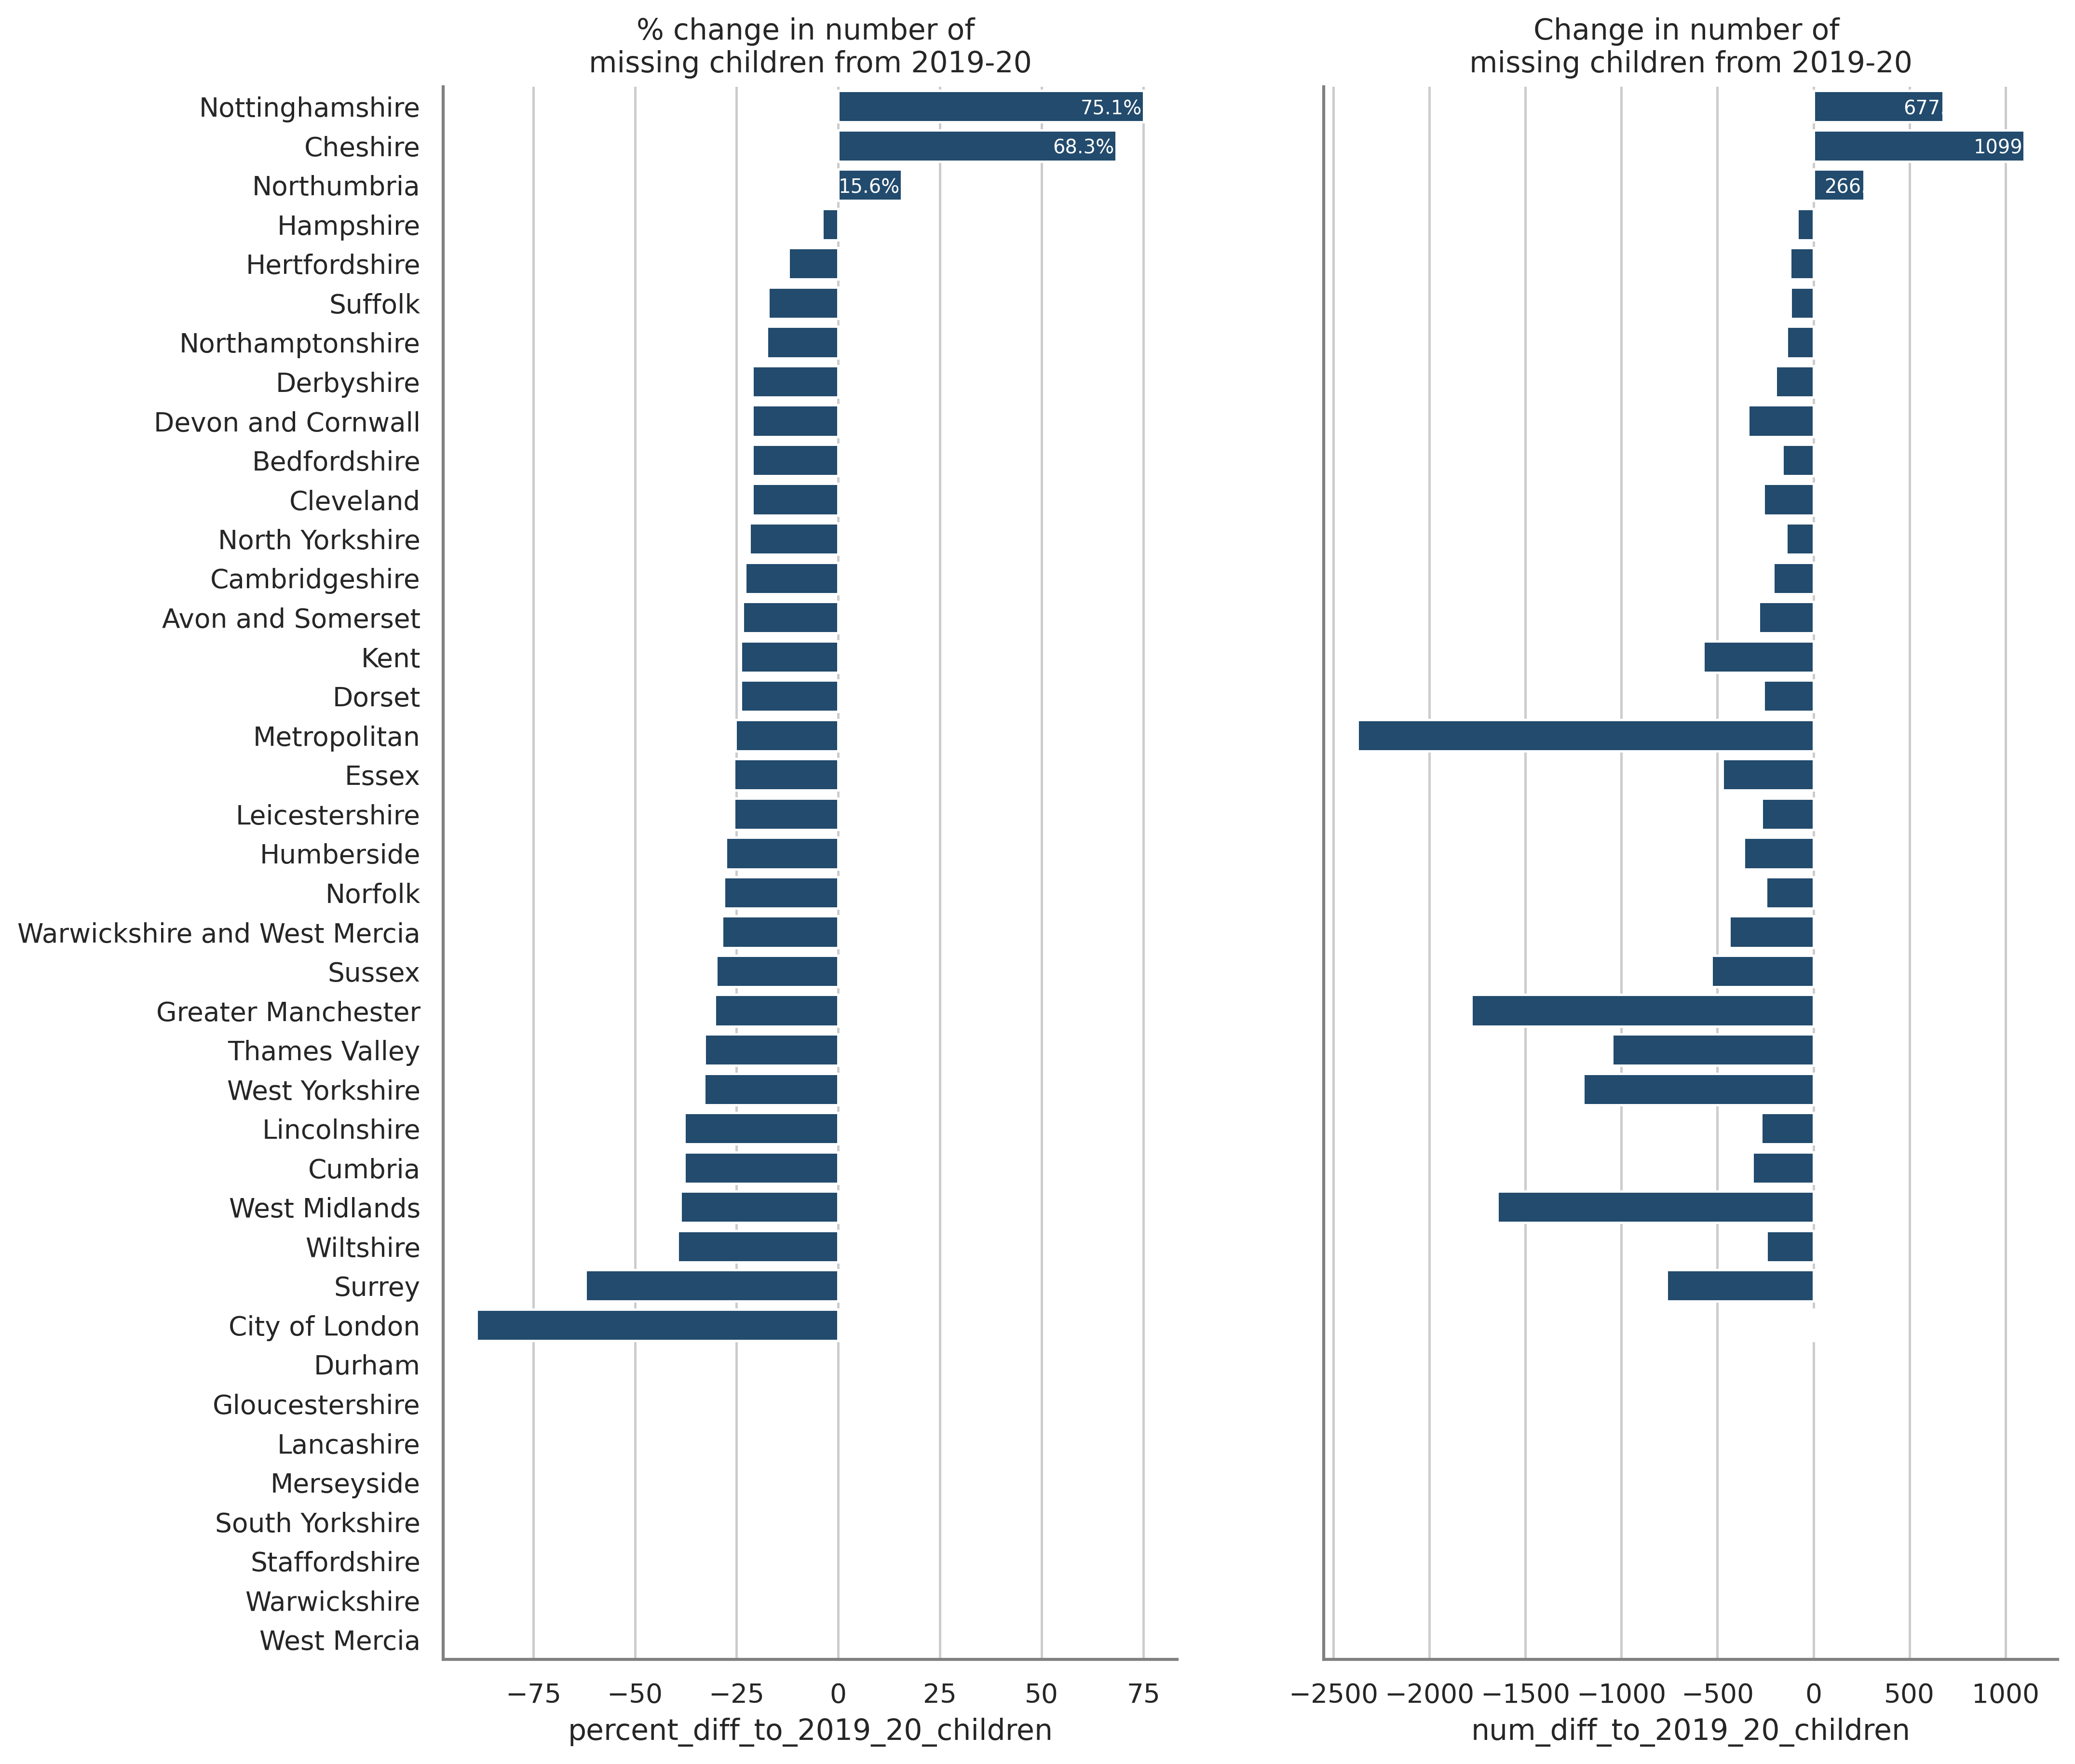 % change in number of
missing children from 2019-20
Change in number of
missing children from 2019-20
Nottinghamshire 75.1% 677
Cheshire 68.3% 1099
Northumbria 15.6% 266
Hampshire
Hertfordshire
Suffolk
Northamptonshire
Derbyshire
Devon and Cornwall
Bedfordshire
Cleveland
North Yorkshire
Cambridgeshire
Avon and Somerset
Kent
Dorset
Metropolitan
Essex
Leicestershire
Humberside
Norfolk
Warwickshire and West Mercia
Sussex
Greater Manchester
Thames Valley
West Yorkshire
Lincolnshire
Cumbria
West Midlands
Wiltshire
Surrey
City of London
Durham
Gloucestershire
Lancashire
Merseyside
South Yorkshire
Staffordshire
Warwickshire
West Mercia
−75 −50 −25 0 25 50 75
percent_diff_to_2019_20_children
−2500 −2000 −1500 −1000 −500 0 500 1000
num_diff_to_2019_20_children